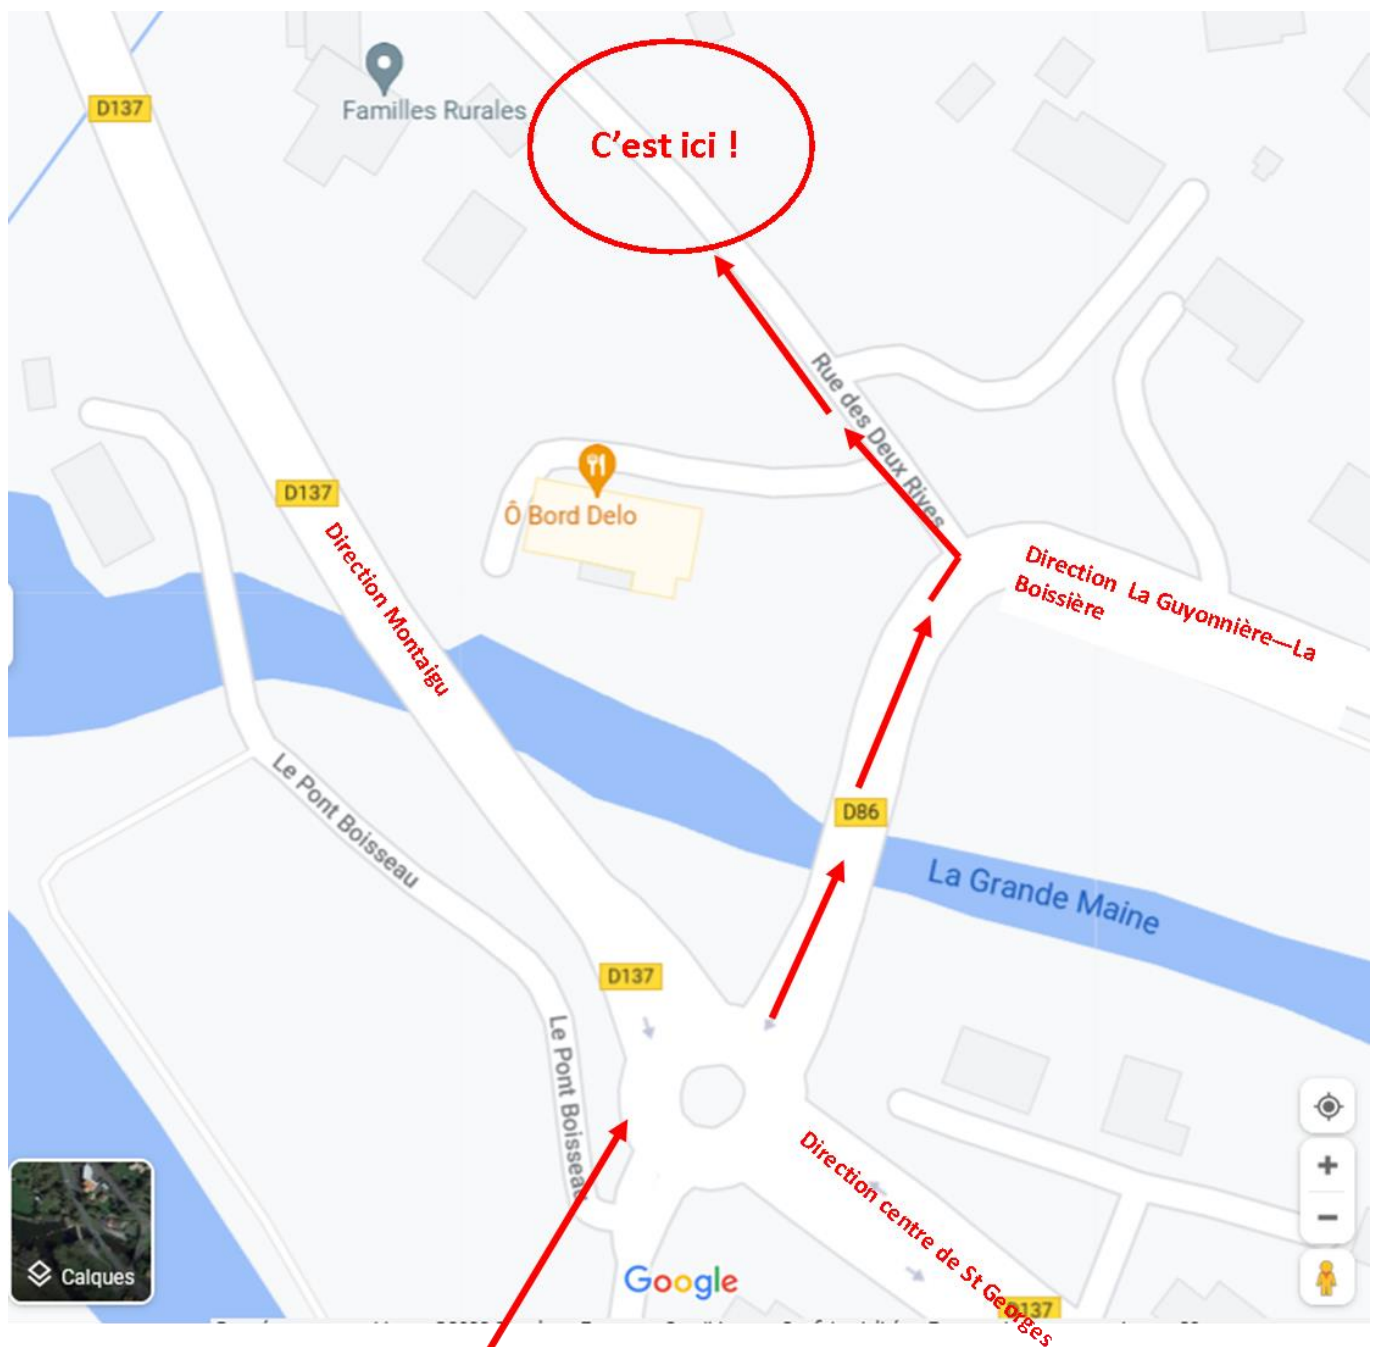 D137
Familles Rurales
C'est ici !
Rue des Deux Rives
D137
Ô Bord Delo
Direction Montaigu
Direction La Guyonnière—La
Boissière
Le Pont Boisseau
D86
La Grande Maine
D137
Le Pont Boisseau
Direction centre de St Georges
Calques
Google
D137